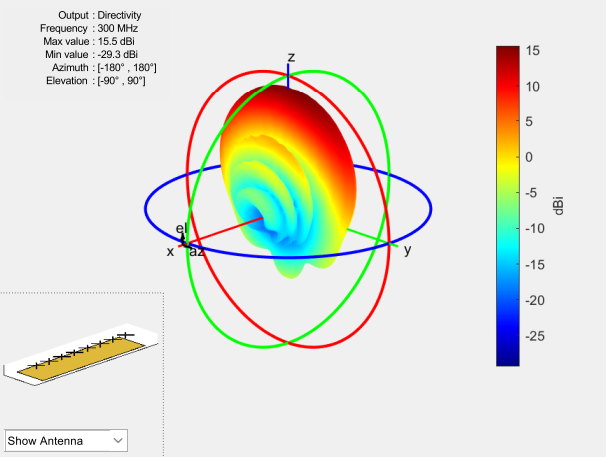 Output : Directivity
Frequency : 300 MHz
Max value : 15.5 dBi
Min value : -29.3 dBi
Azimuth : [-180° , 180°]
Elevation : [-90° , 90°]
z
el
x az
y
15
10
5
0
-5
-10
-15
-20
-25
dBi
Show Antenna